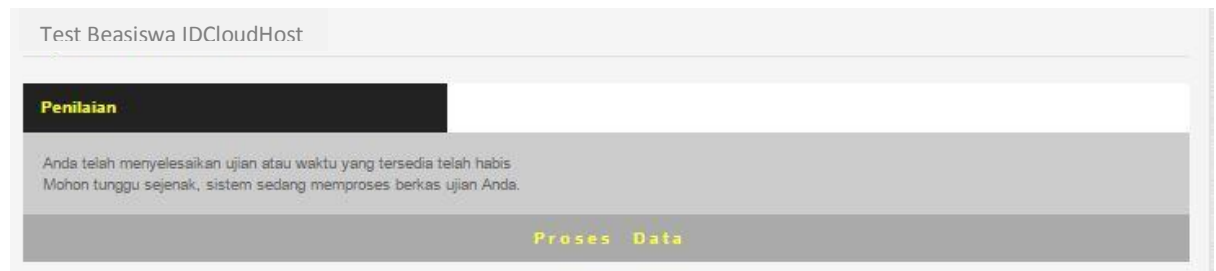 Test Beasiswa IDCloudHost
Penilaian
Anda telah menyelesaikan ujian atau waktu yang tersedia telah habis
Mohon tunggu sejenak, sistem sedang memproses berkas ujian Anda.
Proses Data